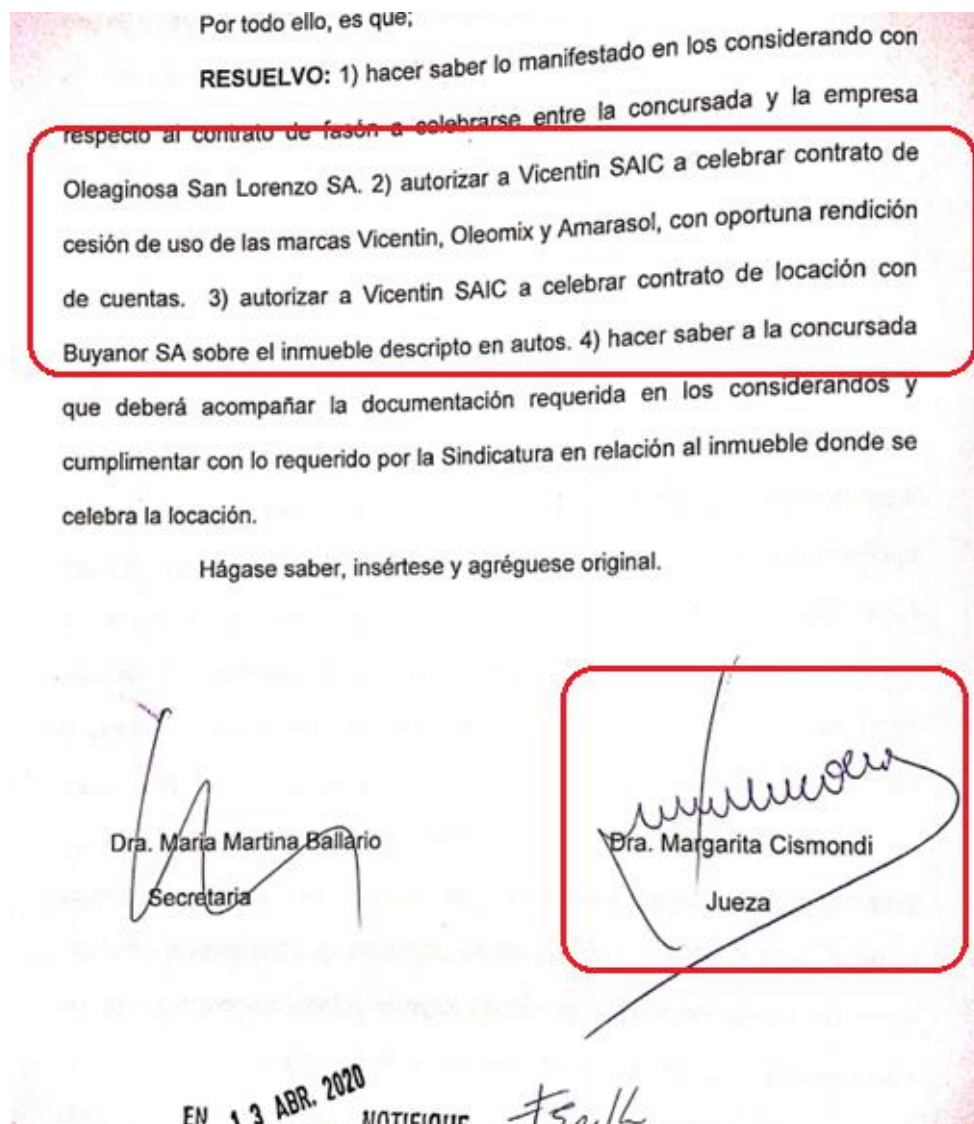 Por todo ello, es que;
RESUELVO: 1) hacer saber lo manifestado en los considerando con
respecto al contrato de fasón a celebrarse entre la concursada y la empresa
Oleaginosa San Lorenzo SA. 2) autorizar a Vicentin SAIC a celebrar contrato de
cesión de uso de las marcas Vicentin, Oleomix y Amarasol, con oportuna rendición
de cuentas. 3) autorizar a Vicentin SAIC a celebrar contrato de locación con
Buyanor SA sobre el inmueble descripto en autos. 4) hacer saber a la concursada
que deberá acompañar la documentación requerida en los considerandos y
cumplimentar con lo requerido por la Sindicatura en relación al inmueble donde se
celebra la locación.
Hágase saber, insértese y agréguese original.
Dra. Maria Martina Ballario
Secretaria
Dra. Margarita Cismondi
Jueza
EN 13 ABR. 2020 NOTIFIQUE